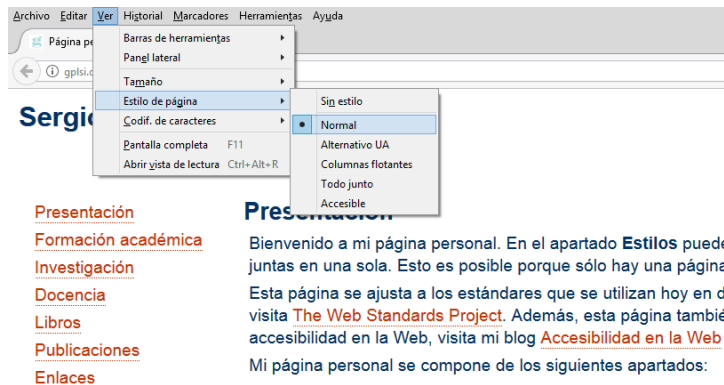 Archivo Editar Ver Historial Marcadores Herramientas Ayuda
Página pe
gplsi.
Barras de herramientas
Panel lateral
Tamaño
Estilo de página
Codif. de caracteres
Pantalla completa F11
Abrir vista de lectura Ctrl+Alt+R
Sin estilo
Normal
Alternativo UA
Columnas flotantes
Todo junto
Accesible
Sergi
Presentación
Formación académica
Investigación
Docencia
Libros
Publicaciones
Enlaces
Presentación
Bienvenido a mi página personal. En el apartado Estilos puede
juntas en una sola. Esto es posible porque sólo hay una página
Esta página se ajusta a los estándares que se utilizan hoy en d
visita The Web Standards Project. Además, esta página tambié
accesibilidad en la Web, visita mi blog Accesibilidad en la Web
Mi página personal se compone de los siguientes apartados: